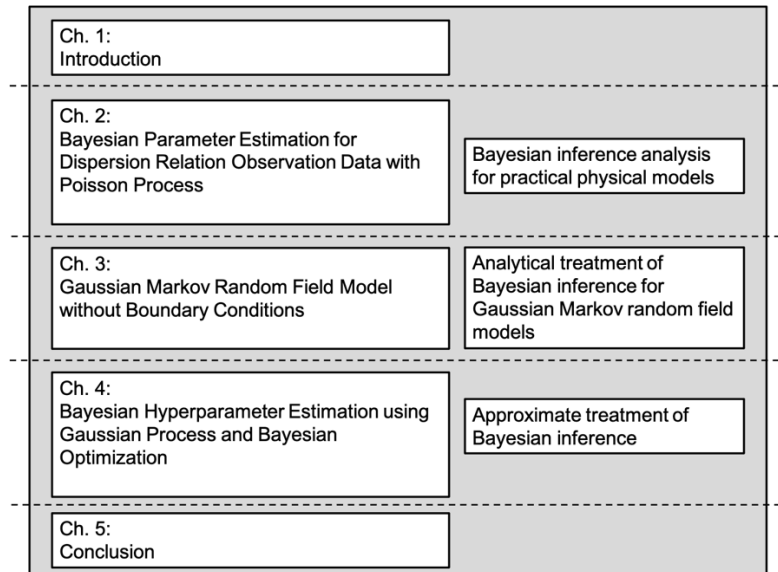 Ch. 1:
Introduction
Ch. 2:
Bayesian Parameter Estimation for
Dispersion Relation Observation Data with
Poisson Process
Bayesian inference analysis
for practical physical models
Ch. 3:
Gaussian Markov Random Field Model
without Boundary Conditions
Analytical treatment of
Bayesian inference for
Gaussian Markov random field
models
Ch. 4:
Bayesian Hyperparameter Estimation using
Gaussian Process and Bayesian
Optimization
Approximate treatment of
Bayesian inference
Ch. 5:
Conclusion